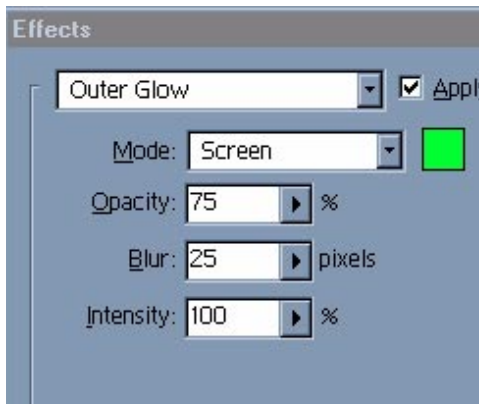 Effects
Outer Glow Appl
Mode: Screen
Opacity: 75 %
Blur: 25 pixels
Intensity: 100 %